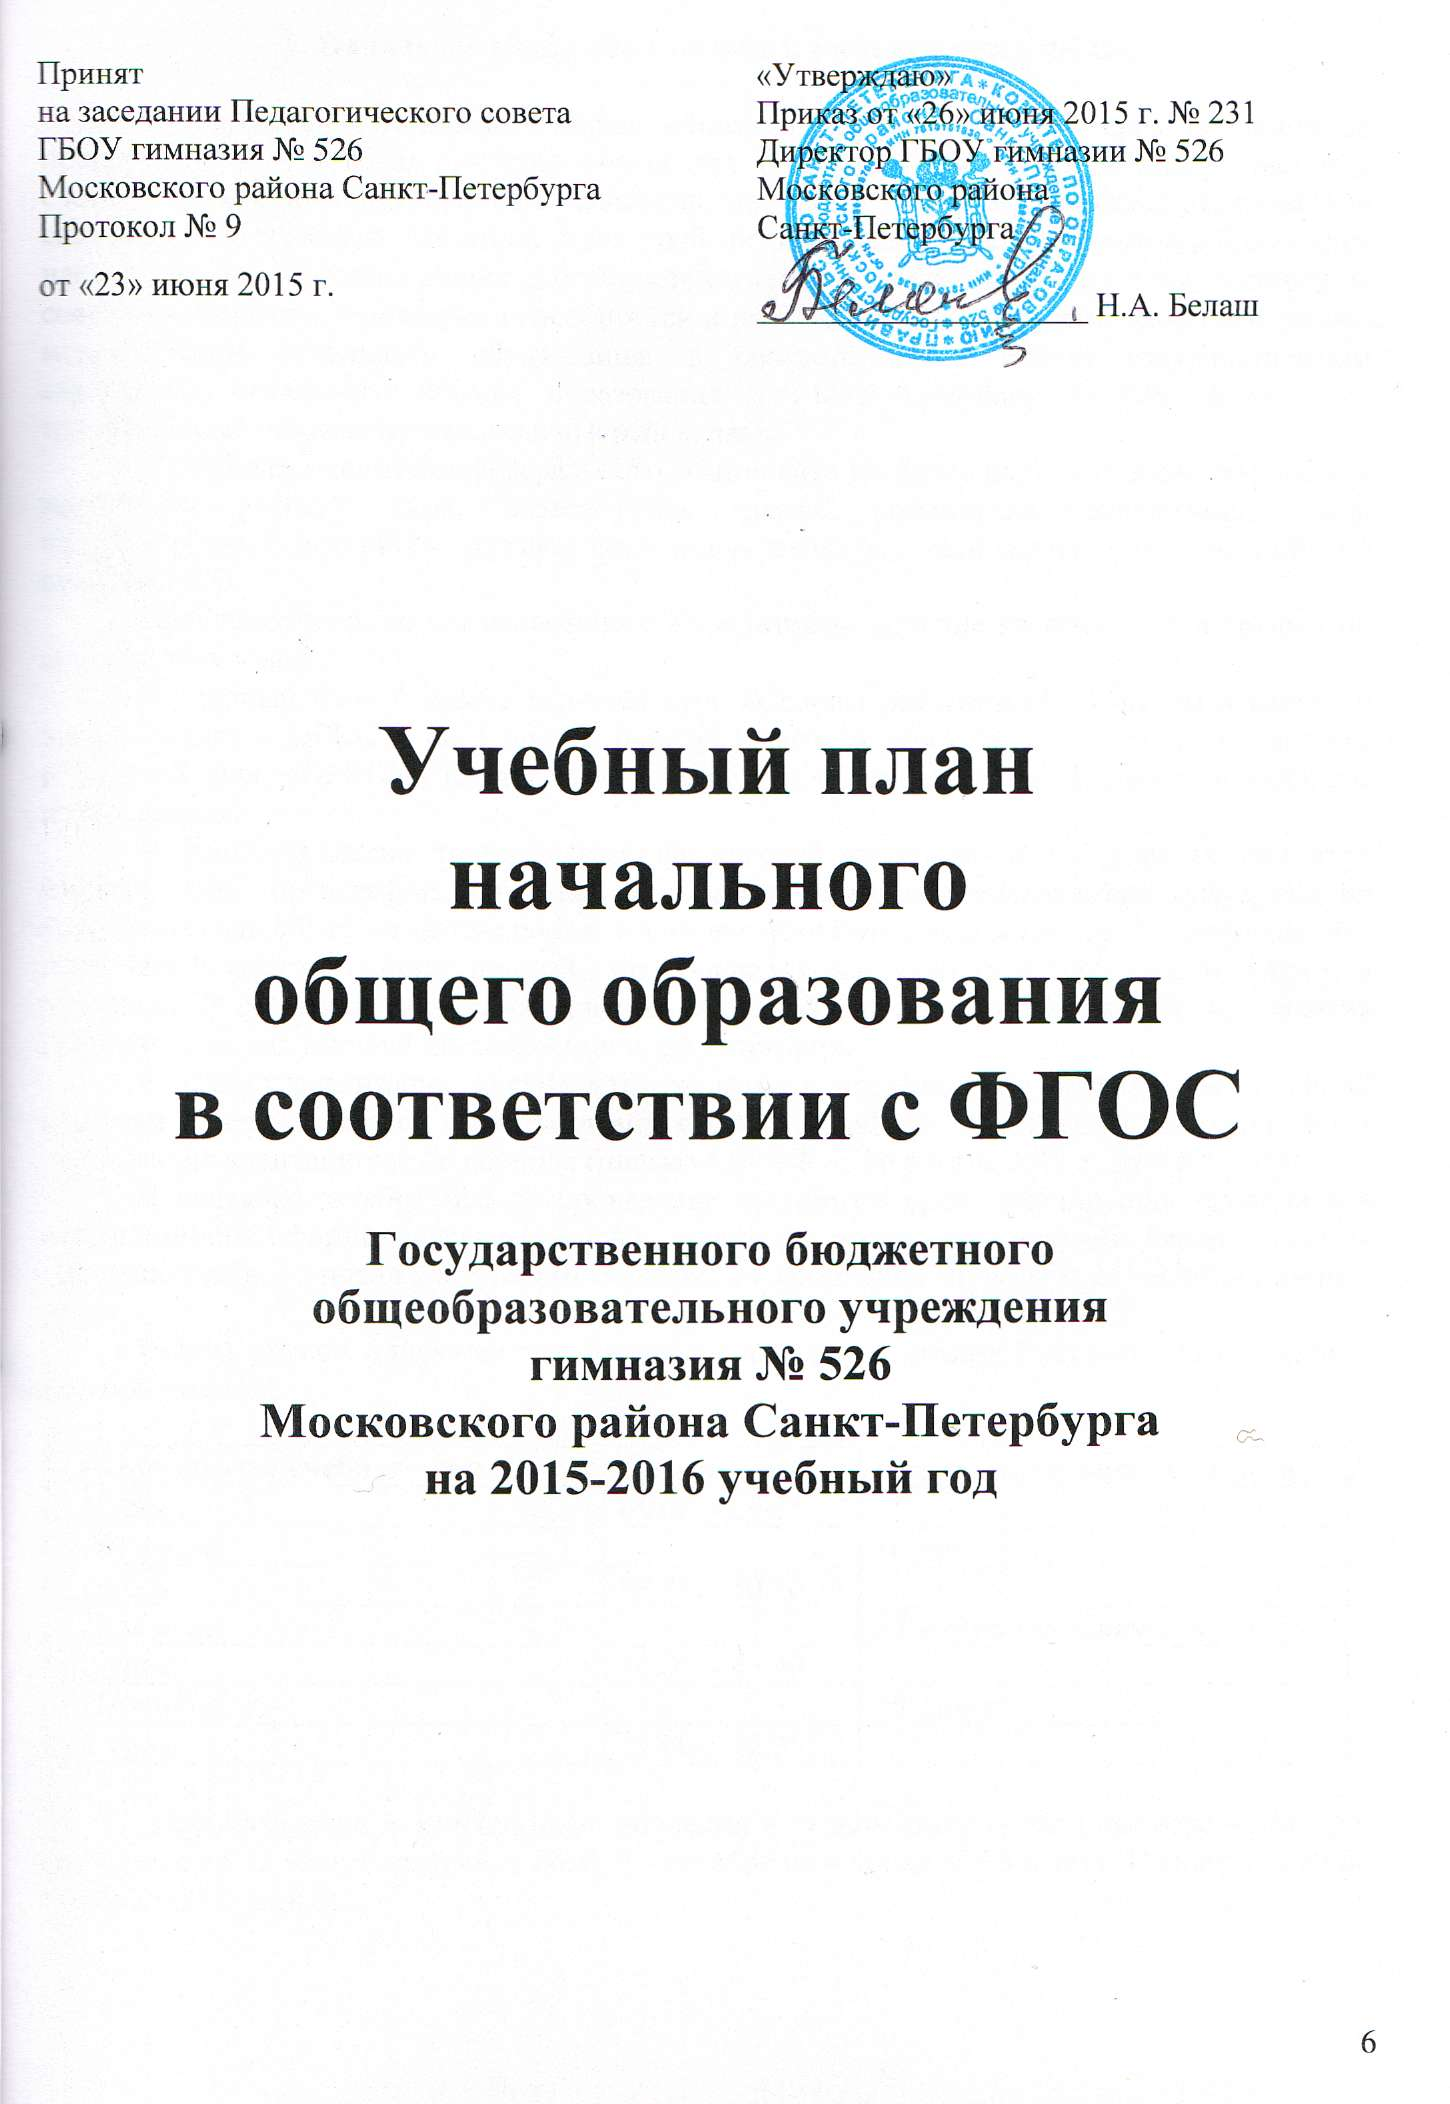 Принят
на заседании Педагогического совета
ГБОУ гимназия № 526
Московского района Санкт-Петербурга
Протокол № 9
от «23» июня 2015 г.
«Утверждаю»
Приказ от «26» июня 2015 г. № 231
Директор ГБОУ гимназии № 526
Московского района
Санкт-Петербурга
Н.А. Белаш
Учебный план
начального
общего образования
в соответствии с ФГОС
Государственного бюджетного
общеобразовательного учреждения
гимназия № 526
Московского района Санкт-Петербурга
на 2015-2016 учебный год
6